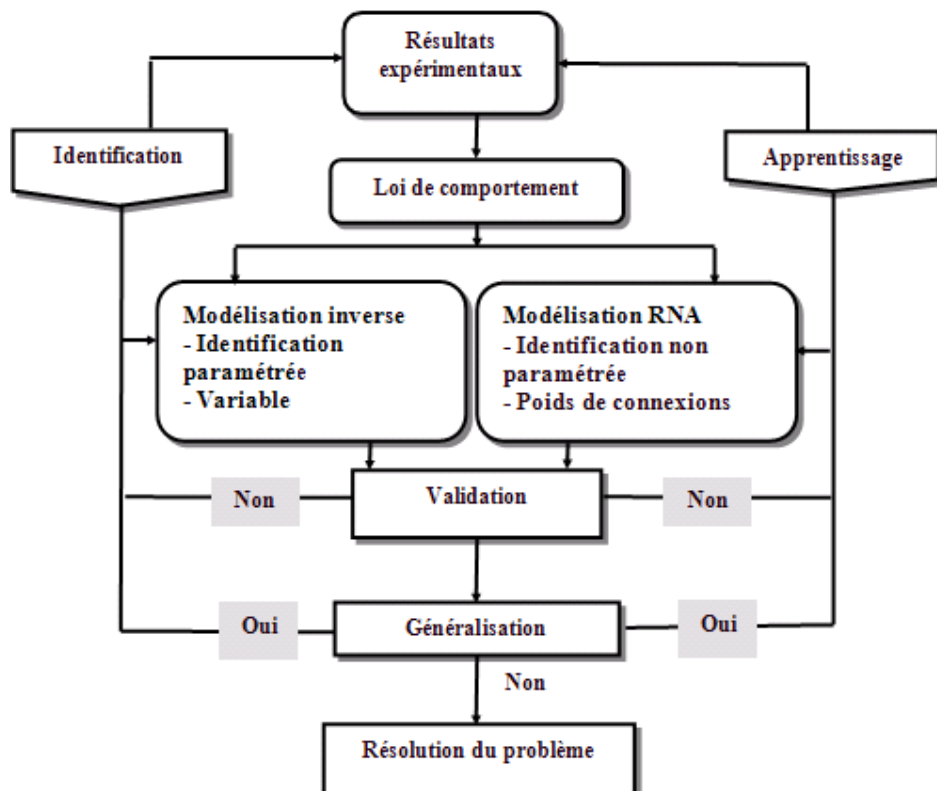 Résultats
expérimentaux
Identification
Apprentissage
Loi de comportement
Modélisation inverse
- Identification
paramétrée
- Variable
Modélisation RNA
- Identification non
paramétrée
- Poids de connexions
Non
Validation
Non
Oui
Généralisation
Oui
Non
Résolution du problème